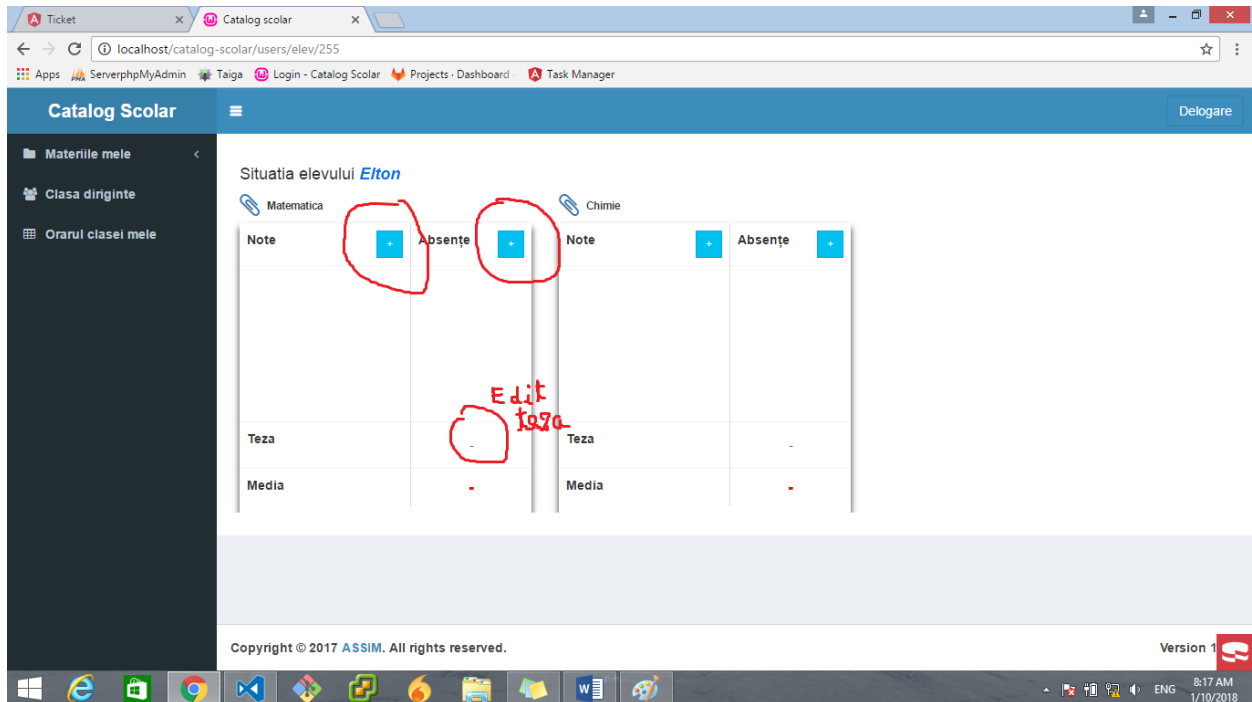 Ticket
Catalog scolar
localhost/catalog-scolar/users/elev/255
Apps ServerphpMyAdmin Taiga Login - Catalog Scolar Projects · Dashboard · Task Manager
Catalog Scolar Delogare
Materiile mele
Clasa diriginte
Orarul clasei mele
Situatia elevului Elton
Matematica Chimie
Note + Absențe + Note + Absențe +
Edit
teza
Teza - Teza -
Media - Media -
Copyright © 2017 ASSIM. All rights reserved. Version 1
ENG 8:17 AM
1/10/2018